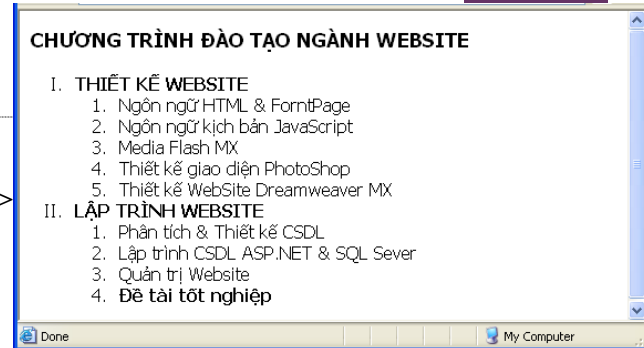 CHƯƠNG TRÌNH ĐÀO TẠO NGÀNH WEBSITE
I. THIẾT KẾ WEBSITE
1. Ngôn ngữ HTML & ForntPage
2. Ngôn ngữ kịch bản JavaScript
3. Media Flash MX
4. Thiết kế giao diện PhotoShop
5. Thiết kế WebSite Dreamweaver MX
>
II. LẬP TRÌNH WEBSITE
1. Phân tích & Thiết kế CSDL
2. Lập trình CSDL ASP.NET & SQL Sever
3. Quản trị Website
4. Đề tài tốt nghiệp
Done My Computer